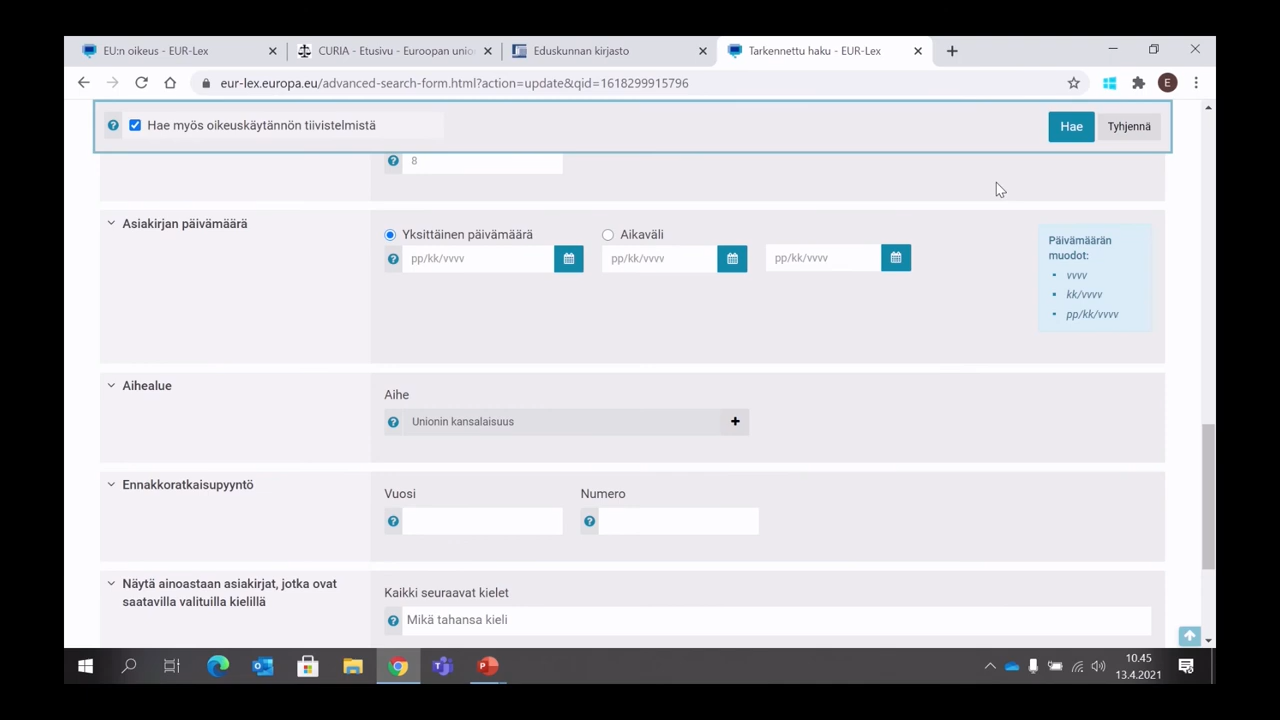 EU:n oikeus - EUR-Lex
CURIA - Etusivu - Euroopan unio
Eduskunnan kirjasto
Tarkennettu haku - EUR-Lex
eur-lex.europa.eu/advanced-search-form.html?action=update&qid=1618299915796
E
Hae myös oikeuskäytännön tiivistelmistä
Hae
Tyhjennä
8
Asiakirjan päivämäärä
Yksittäinen päivämäärä
Aikaväli
pp/kk/vvvv
pp/kk/vvvv
pp/kk/vvvv
Päivämäärän
muodot:
vvvv
kk/vvvv
pp/kk/vvvv
Aihealue
Aihe
Unionin kansalaisuus
Ennakkoratkaisupyyntö
Vuosi
Numero
Näytä ainoastaan asiakirjat, jotka ovat
saatavilla valituilla kielillä
Kaikki seuraavat kielet
Mikä tahansa kieli
10.45
13.4.2021